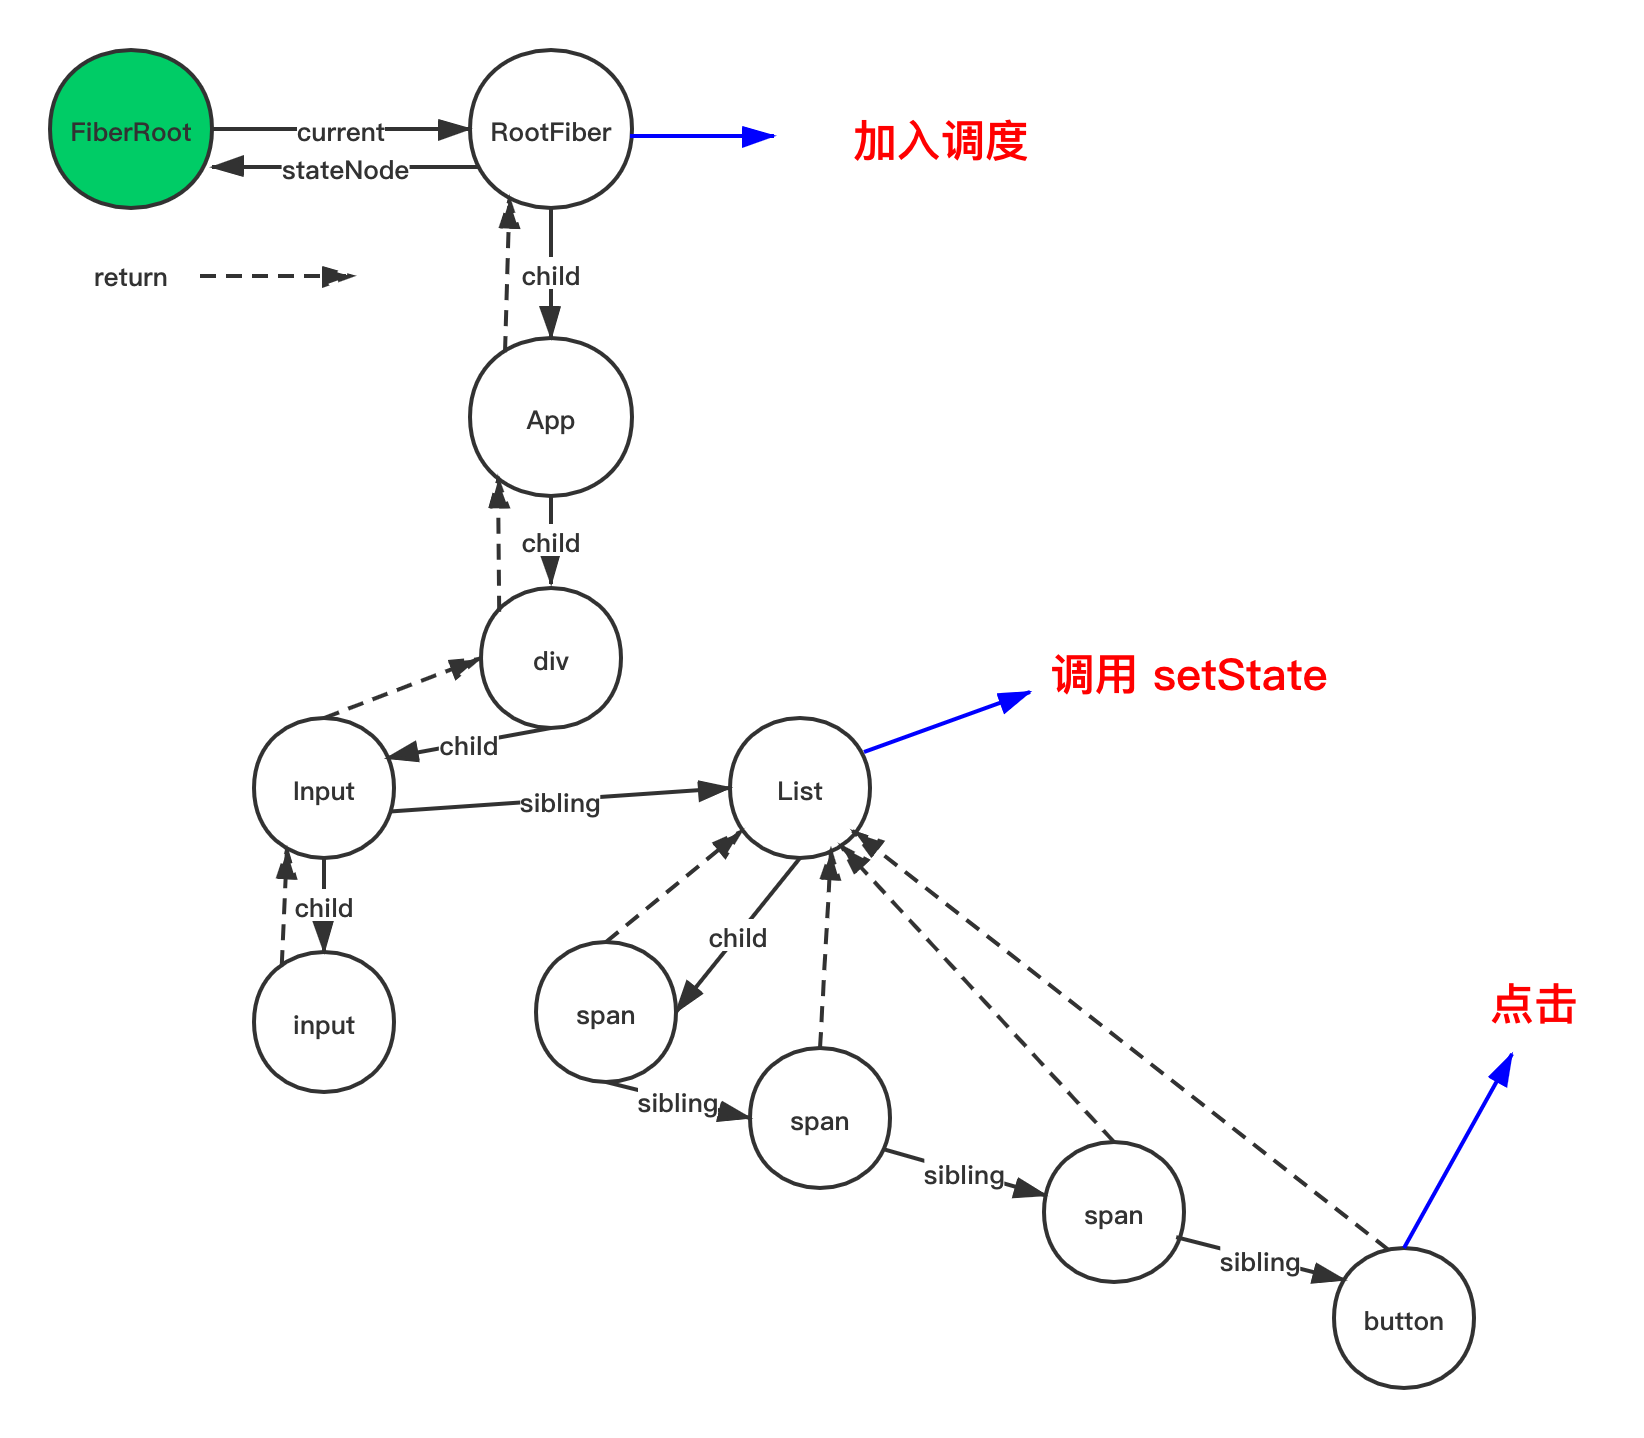 FiberRoot
current
RootFiber
加入调度
stateNode
return
child
App
child
div
调用 setState
child
Input
sibling
List
child
child
input
span
点击
sibling
span
sibling
span
sibling
button